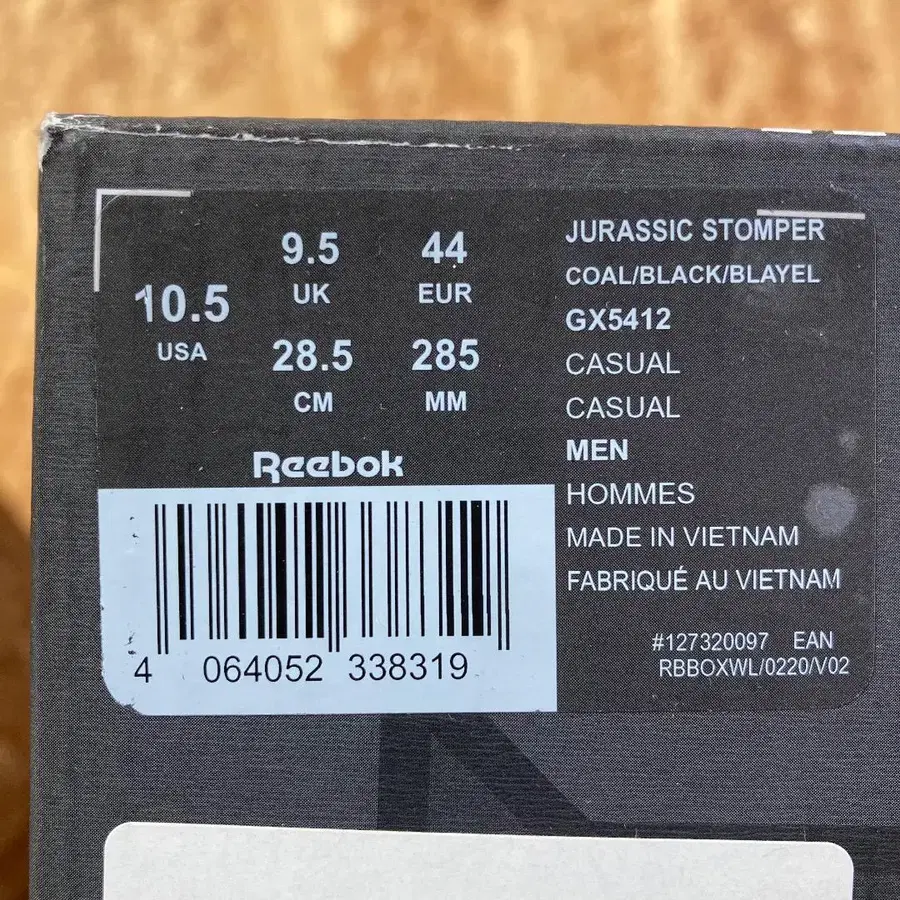 10.5
USA
9.5
UK
44
EUR
28.5
CM
285
MM
Reebok
4 064052 338319
JURASSIC STOMPER
COAL/BLACK/BLAYEL
GX5412
CASUAL
CASUAL
MEN
HOMMES
MADE IN VIETNAM
FABRIQUÉ AU VIETNAM
#127320097 EAN
RBBOXWL/0220/V02